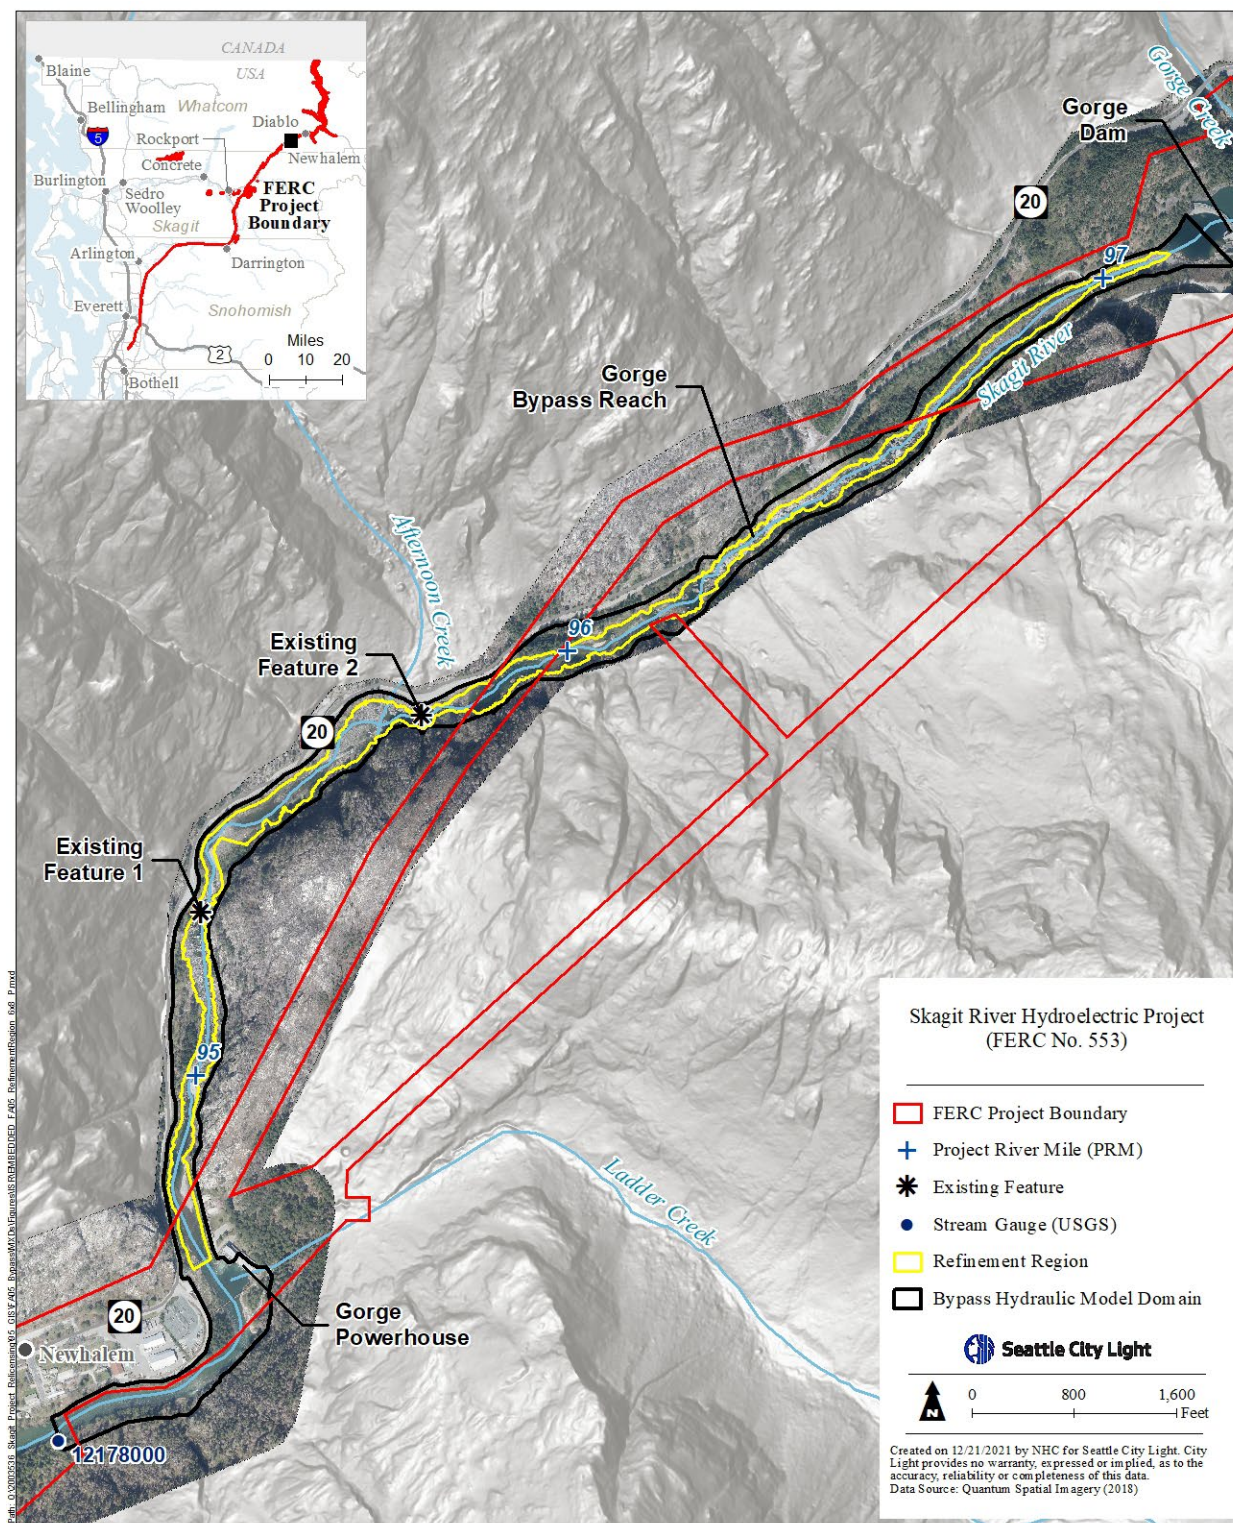 CANADA
USA
Blaine
Bellingham
Whatcom
5
Diablo
Rockport
Newhalem
Concrete
Burlington
Sedro
Woolley
FERC
Project
Boundary
Skagit
Arlington
Darrington
Everett
Snohomish
Miles
0 10 20
2
Bothell
Gorge Creek
Gorge
Dam
20
97
Skagit River
Gorge
Bypass Reach
Afternoon Creek
96
Existing
Feature 2
20
Existing
Feature 1
95
Ladder Creek
20
Gorge
Powerhouse
Newhalem
12178000
Skagit River Hydroelectric Project
(FERC No. 553)
FERC Project Boundary
Project River Mile (PRM)
Existing Feature
Stream Gauge (USGS)
Refinement Region
Bypass Hydraulic Model Domain
Seattle City Light
N
0 800 1,600
Feet
Created on 12/21/2021 by NHC for Seattle City Light. City
Light provides no warranty, expressed or implied, as to the
accuracy, reliability or completeness of this data.
Data Source: Quantum Spatial Imagery (2018)